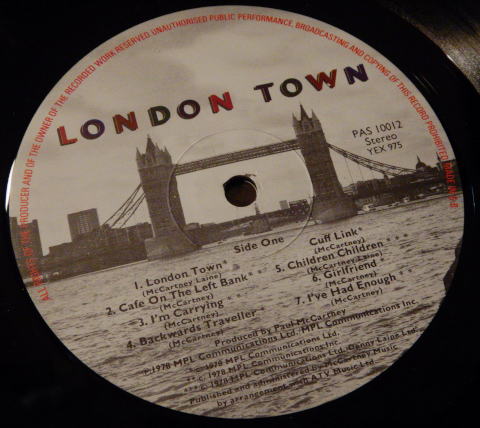 ALL RIGHTS OF THE PRODUCER AND OF THE OWNER OF THE RECORDED WORK RESERVED. UNAUTHORISED PUBLIC PERFORMANCE, BROADCASTING AND COPYING OF THIS RECORD PROHIBITED.
LONDON TOWN
PAS 10012
Stereo
YEX 975
Side One
1. London Town*
(McCartney Laine)
2. Cafe On The Left Bank**
(McCartney)
3. I'm Carrying
(McCartney)
4. Backwards Traveller
(McCartney)
Cuff Link*
(McCartney)
5. Children Children
(McCartney Laine)
6. Girlfriend
(McCartney)
7. I've Had Enough
(McCartney)
Produced by Paul McCartney
℗ 1978 MPL Communications Ltd. MPL Communications Inc.
*© 1978 MPL Communications Ltd.
**© 1978 MPL Communications Inc.
***© 1978 MPL Communications Ltd. Denny Laine Ltd.
Published and administered by McCartney Music
by arrangement with ATV Music Ltd.